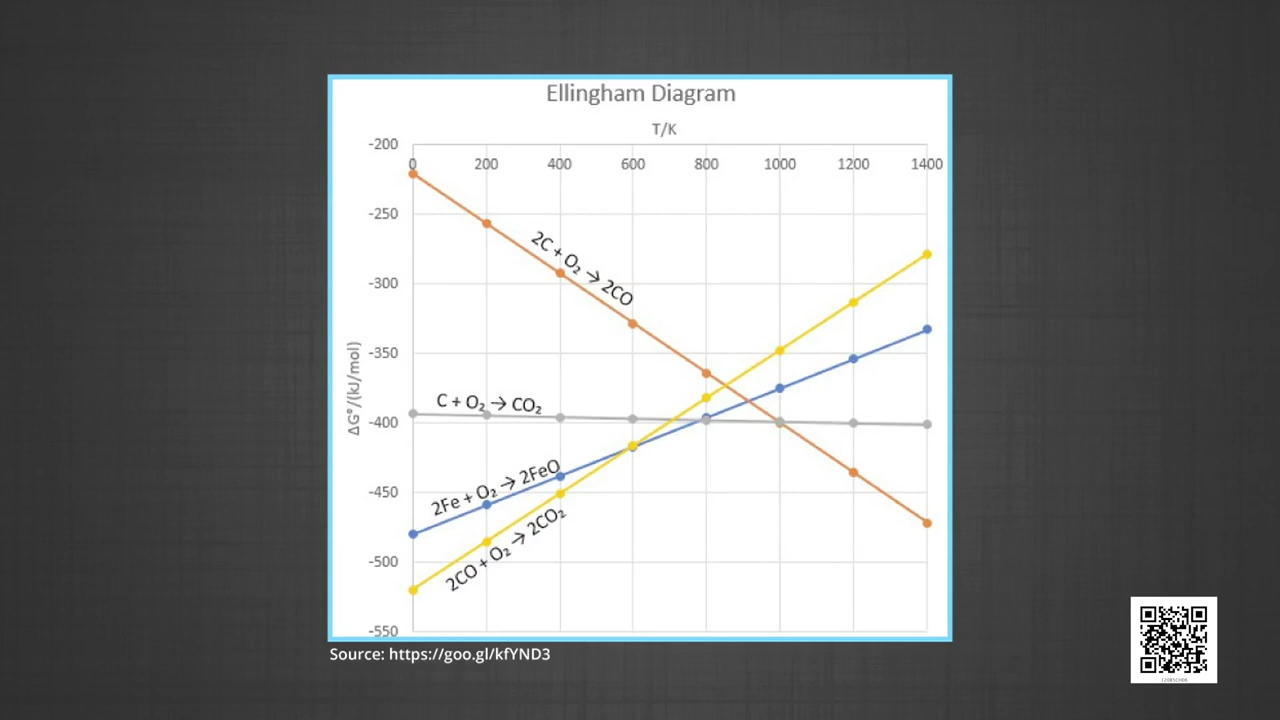 Ellingham Diagram
T/K
-200
0 200 400 600 800 1000 1200 1400
-250
2C + O₂ → 2CO
-300
-350
ΔG°/(kJ/mol)
C + O₂ → CO₂
-400
2Fe + O₂ → 2FeO
-450
2CO + O₂ → 2CO₂
-500
-550
Source: https://goo.gl/kfYND3